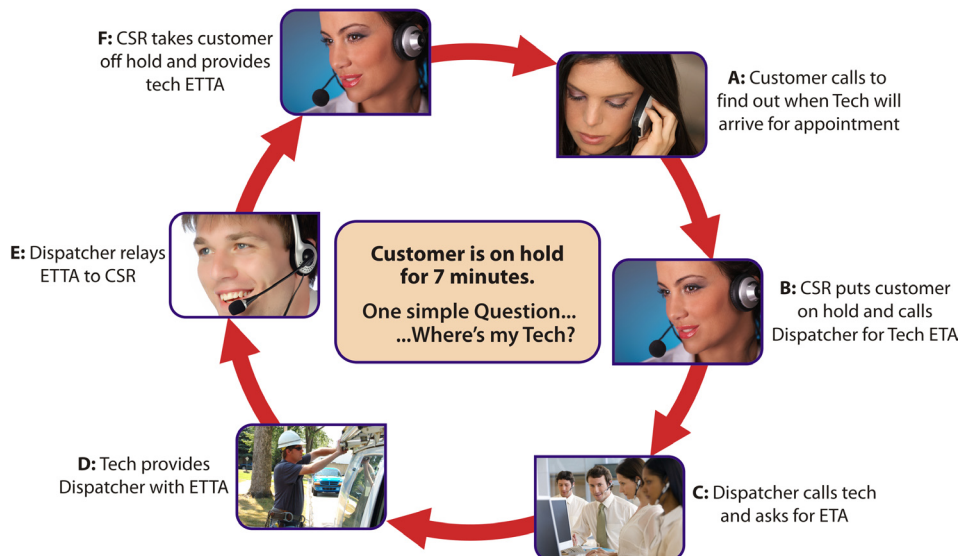 F: CSR takes customer
off hold and provides
tech ETTA
A: Customer calls to
find out when Tech will
arrive for appointment
E: Dispatcher relays
ETTA to CSR
Customer is on hold
for 7 minutes.
One simple Question...
...Where's my Tech?
B: CSR puts customer
on hold and calls
Dispatcher for Tech ETA
D: Tech provides
Dispatcher with ETTA
C: Dispatcher calls tech
and asks for ETA